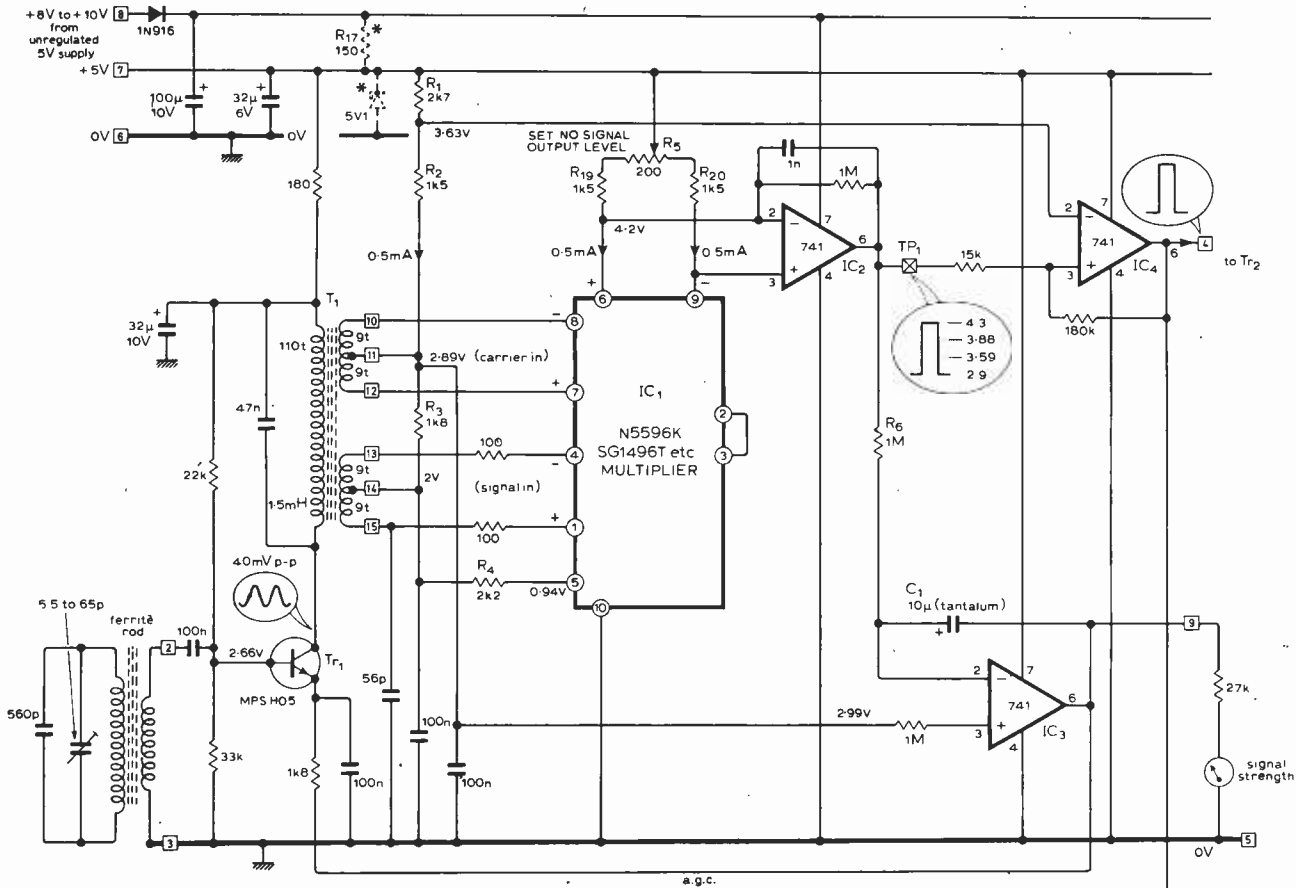 +8V to +10V
from
unregulated
5V supply
8
1N916
R17
150
*
+5V
7
100μ
10V
+
32μ
6V
+
*
5V1
R1
2k7
0V
6
0V
3.63V
SET NO SIGNAL
OUTPUT LEVEL
R5
200
R19
1k5
R20
1k5
1n
1M
180
R2
1k5
0.5mA
4.2V
0.5mA
0.5mA
2
−
741
3
+
7
6
4
IC2
TP1
15k
2
−
741
3
+
7
6
4
IC4
4
to Tr2
180k
4.3
3.88
3.59
2.9
32μ
10V
+
T1
110t
1.5mH
47n
22k
9t
9t
10
11
12
2.89V (carrier in)
R3
1k8
9t
9t
13
14
15
2V
100
(signal in)
100
R4
2k2
0.94V
+
6
−
9
−
8
+
7
−
4
+
1
5
10
2
3
IC1
N5596K
SG1496T etc
MULTIPLIER
R6
1M
40mV p-p
5.5 to 65p
ferrite
rod
100n
2
2.66V
Tr1
MPS H05
560p
33k
1k8
100n
56p
100n
100n
C1
10μ (tantalum)
+
2.99V
1M
2
−
741
3
+
7
6
4
IC3
9
27k
signal
strength
3
0V
5
a.g.c.